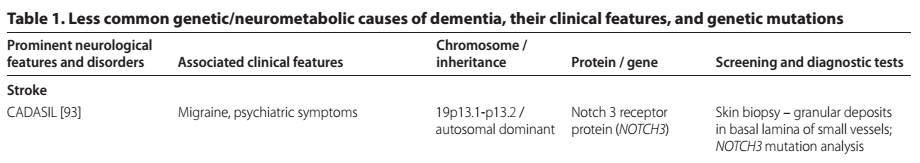 Table 1. Less common genetic/neurometabolic causes of dementia, their clinical features, and genetic mutations
Prominent neurological features and disorders
Associated clinical features
Chromosome / inheritance
Protein / gene
Screening and diagnostic tests
Stroke
CADASIL [93]
Migraine, psychiatric symptoms
19p13.1-p13.2 /
autosomal dominant
Notch 3 receptor
protein (NOTCH3)
Skin biopsy – granular deposits
in basal lamina of small vessels;
NOTCH3 mutation analysis